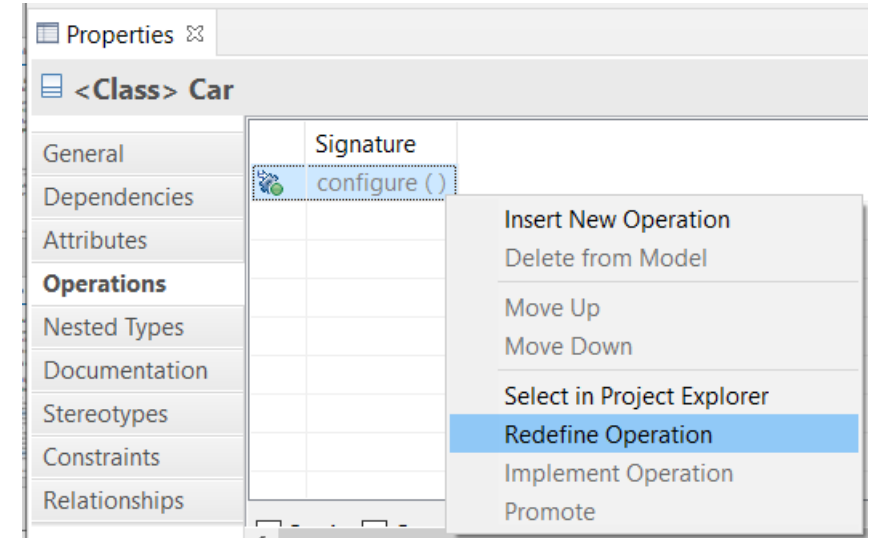 Properties
<Class> Car
General
Dependencies
Attributes
Operations
Nested Types
Documentation
Stereotypes
Constraints
Relationships
Signature
configure ( )
Insert New Operation
Delete from Model
Move Up
Move Down
Select in Project Explorer
Redefine Operation
Implement Operation
Promote